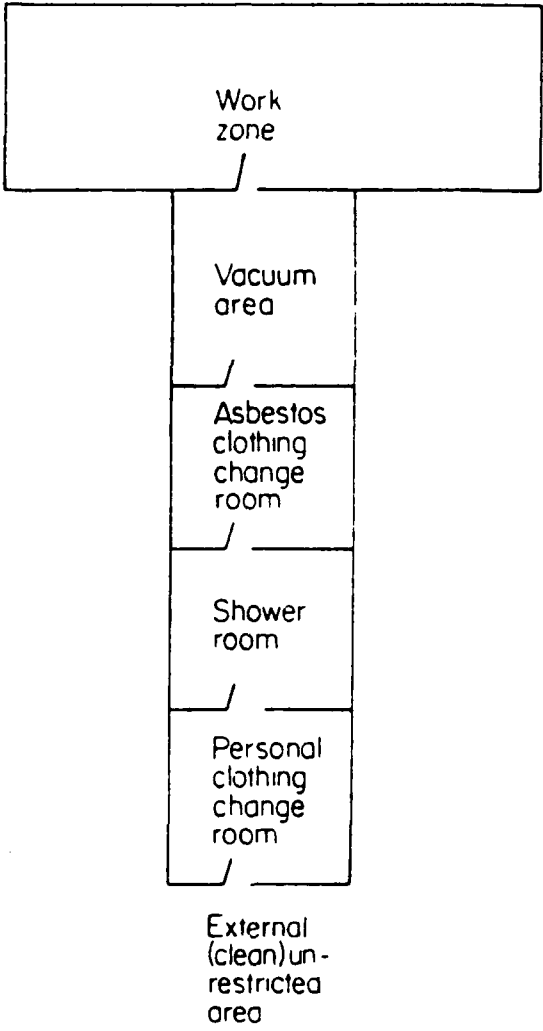 Work
zone
Vacuum
area
Asbestos
clothing
change
room
Shower
room
Personal
clothing
change
room
External
(clean) un-
restricted
area